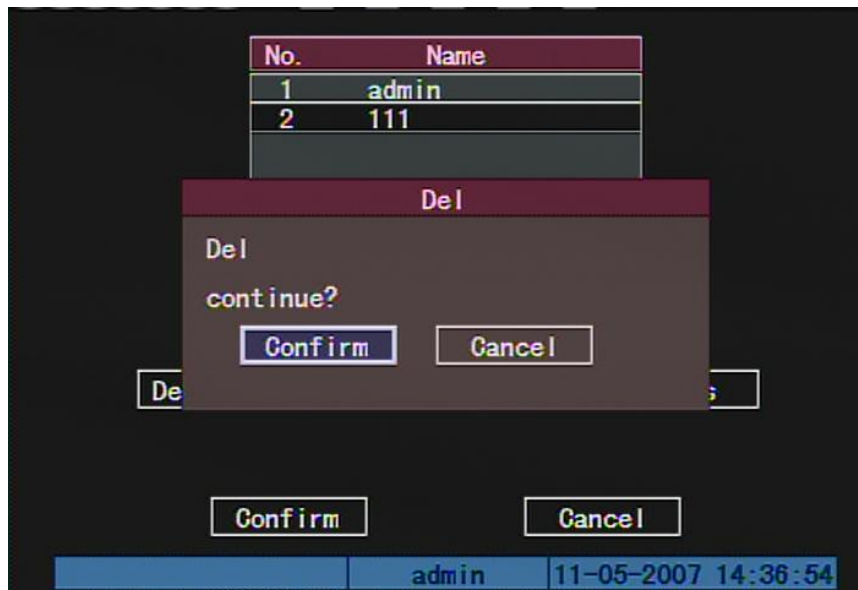 No. Name
1 admin
2 111
Del
Del
continue?
Confirm Cancel
De s
Confirm Cancel
admin 11-05-2007 14:36:54